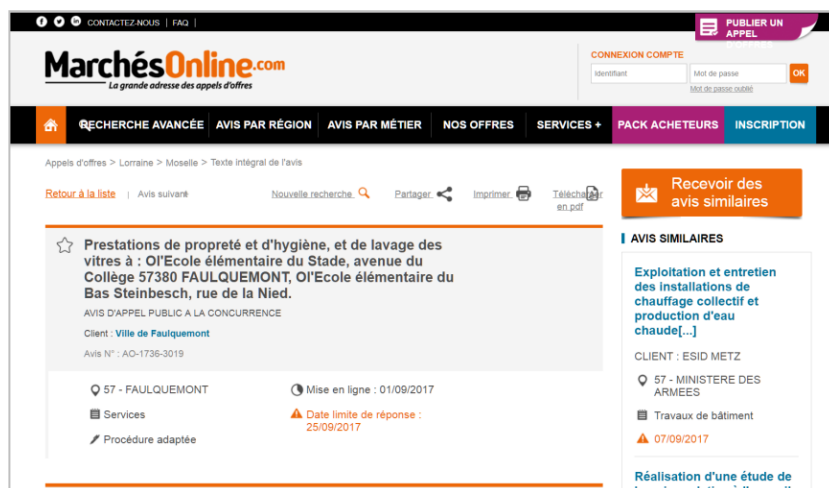 CONTACTEZ-NOUS | FAQ |
PUBLIER UN
APPEL
D'OFFRES
MarchésOnline.com
La grande adresse des appels d'offres
CONNEXION COMPTE
Identifiant
Mot de passe
OK
Mot de passe oublié
RECHERCHE AVANCÉE
AVIS PAR RÉGION
AVIS PAR MÉTIER
NOS OFFRES
SERVICES +
PACK ACHETEURS
INSCRIPTION
Appels d'offres > Lorraine > Moselle > Texte intégral de l'avis
Retour à la liste | Avis suivant
Nouvelle recherche
Partager
Imprimer
Télécharger
en pdf
Prestations de propreté et d'hygiène, et de lavage des
vitres à : Ol'Ecole élémentaire du Stade, avenue du
Collège 57380 FAULQUEMONT, Ol'Ecole élémentaire du
Bas Steinbesch, rue de la Nied.
AVIS D'APPEL PUBLIC A LA CONCURRENCE
Client : Ville de Faulquemont
Avis N° : AO-1736-3019
57 - FAULQUEMONT
Services
Procédure adaptée
Mise en ligne : 01/09/2017
Date limite de réponse :
25/09/2017
Recevoir des
avis similaires
AVIS SIMILAIRES
Exploitation et entretien
des installations de
chauffage collectif et
production d'eau
chaude[...]
CLIENT : ESID METZ
57 - MINISTERE DES
ARMEES
Travaux de bâtiment
07/09/2017
Réalisation d'une étude de